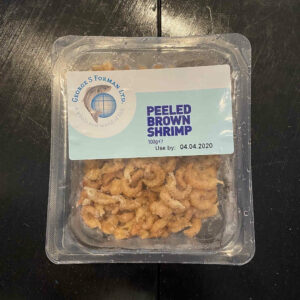 GEORGE S FORMAN LTD.
PEELED
BROWN
SHRIMP
100g℮
Use by: 04.04.2020